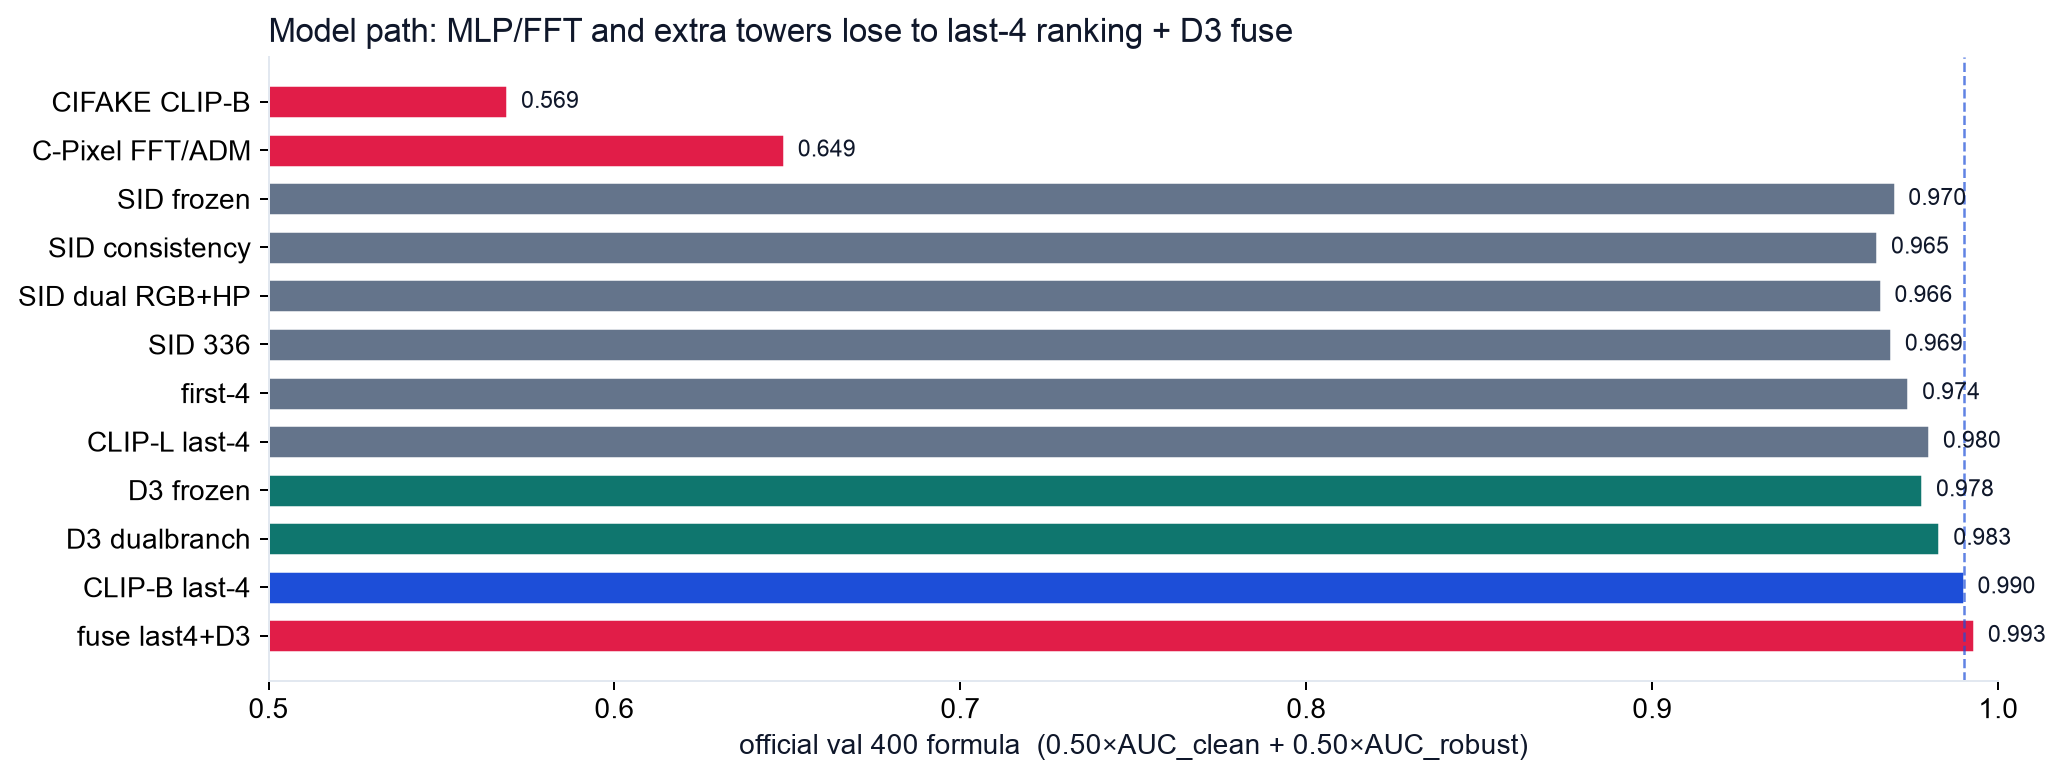 Model path: MLP/FFT and extra towers lose to last-4 ranking + D3 fuse
CIFAKE CLIP-B 0.569
C-Pixel FFT/ADM 0.649
SID frozen 0.970
SID consistency 0.965
SID dual RGB+HP 0.966
SID 336 0.969
first-4 0.974
CLIP-L last-4 0.980
D3 frozen 0.978
D3 dualbranch 0.983
CLIP-B last-4 0.990
fuse last4+D3 0.993
0.5 0.6 0.7 0.8 0.9 1.0
official val 400 formula (0.50×AUC_clean + 0.50×AUC_robust)